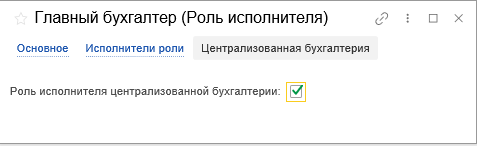 Главный бухгалтер (Роль исполнителя)
Основное Исполнители роли Централизованная бухгалтерия
Роль исполнителя централизованной бухгалтерии: